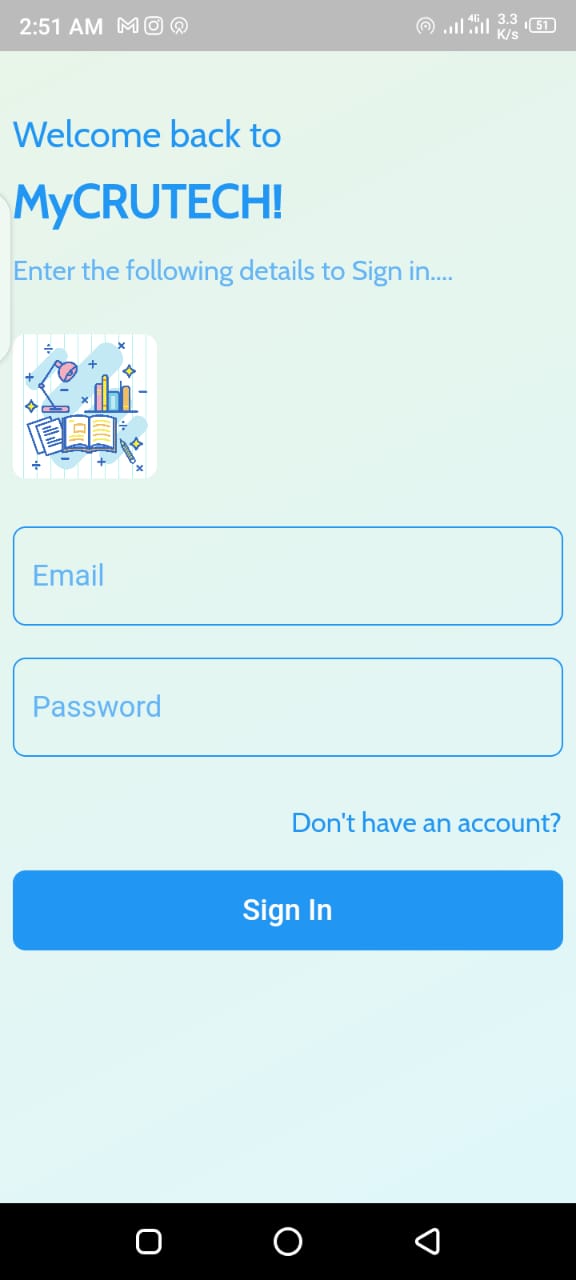 2:51 AM
4G 3.3 K/s 51
Welcome back to
MyCRUTECH!
Enter the following details to Sign in....
Email
Password
Don't have an account?
Sign In